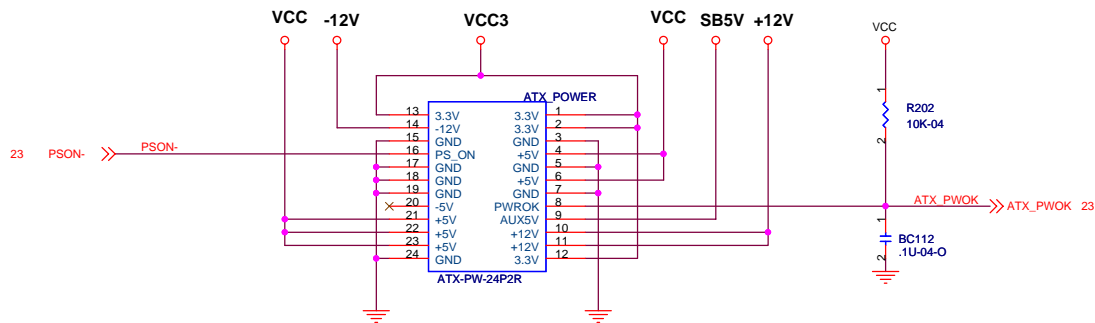 VCC -12V VCC3 VCC SB5V +12V VCC
ATX_POWER
1
R202
10K-04
2
13 3.3V 3.3V 1
14 -12V 3.3V 2
15 GND GND 3
23 PSON- PSON- 16 PS_ON +5V 4
17 GND GND 5
18 GND +5V 6
19 GND GND 7
20 -5V PWROK 8 ATX_PWOK ATX_PWOK 23
21 +5V AUX5V 9
22 +5V +12V 10
23 +5V +12V 11
24 GND 3.3V 12
1
BC112
.1U-04-O
2
ATX-PW-24P2R